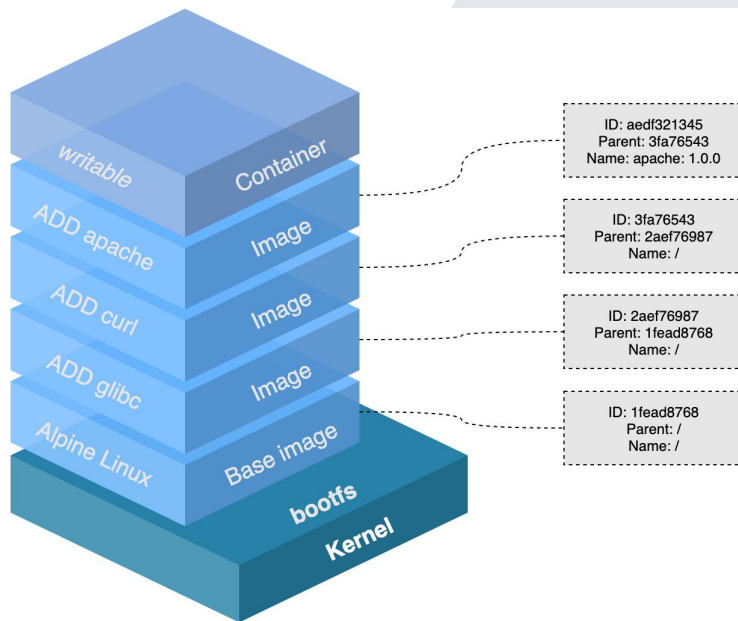 writable
Container
ADD apache
Image
ADD curl
Image
ADD glibc
Image
Alpine Linux
Base image
bootfs
Kernel
ID: aedf321345
Parent: 3fa76543
Name: apache: 1.0.0
ID: 3fa76543
Parent: 2aef76987
Name: /
ID: 2aef76987
Parent: 1fead8768
Name: /
ID: 1fead8768
Parent: /
Name: /